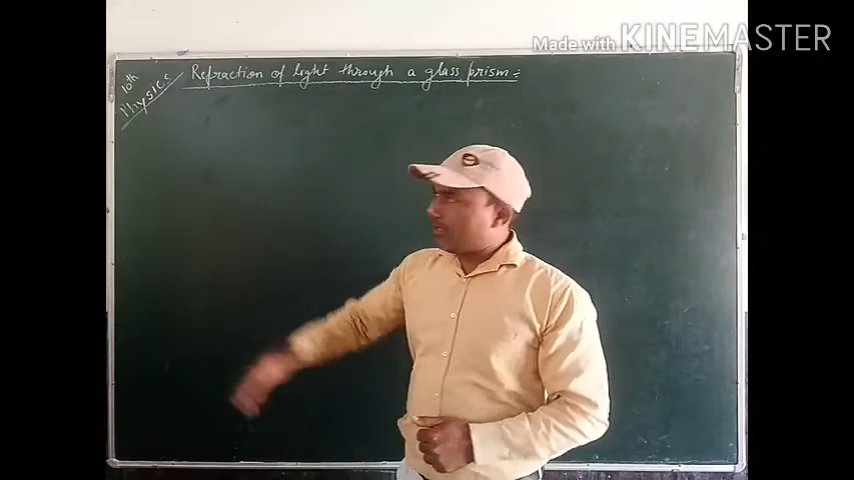 Made with KINEMASTER
10th
Physics
Refraction of light through a glass prism :-